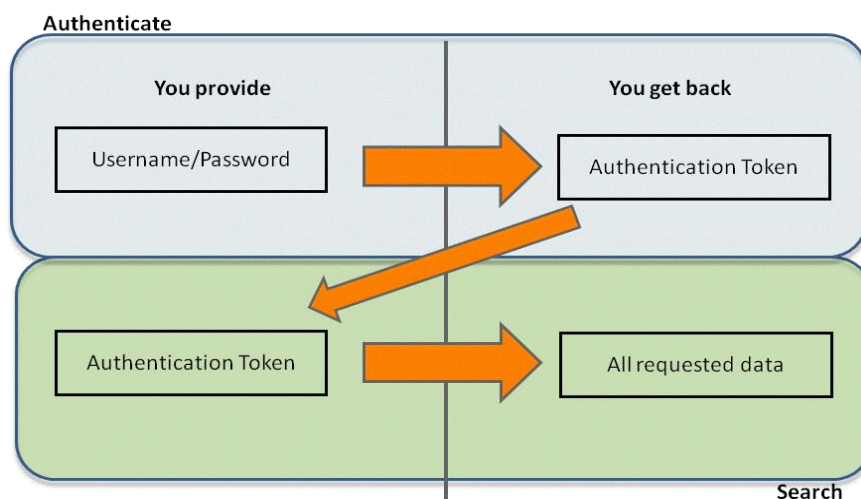 Authenticate
You provide
You get back
Username/Password
Authentication Token
Authentication Token
All requested data
Search